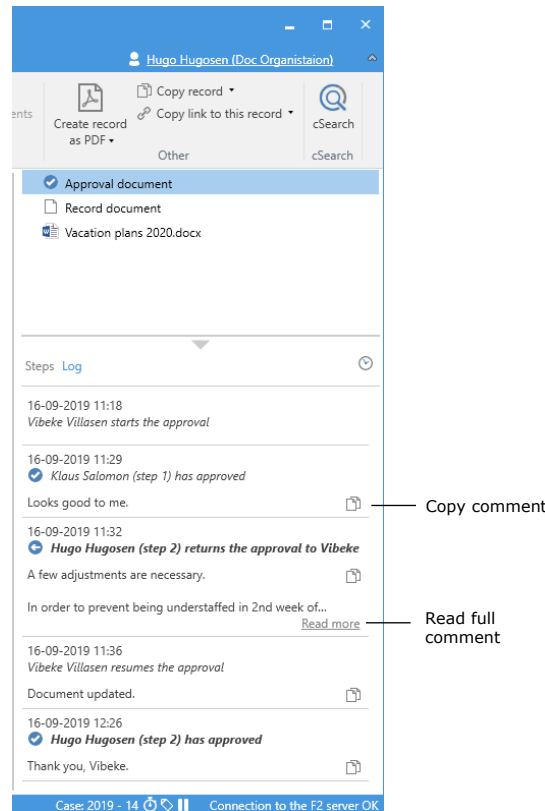 Hugo Hugosen (Doc Organistaion)
ents
Create record
as PDF
Copy record
Copy link to this record
cSearch
Other
cSearch
Approval document
Record document
Vacation plans 2020.docx
Steps Log
16-09-2019 11:18
Vibeke Villasen starts the approval
16-09-2019 11:29
Klaus Salomon (step 1) has approved
Looks good to me.
Copy comment
16-09-2019 11:32
Hugo Hugosen (step 2) returns the approval to Vibeke
A few adjustments are necessary.
In order to prevent being understaffed in 2nd week of...
Read more
Read full
comment
16-09-2019 11:36
Vibeke Villasen resumes the approval
Document updated.
16-09-2019 12:26
Hugo Hugosen (step 2) has approved
Thank you, Vibeke.
Case: 2019 - 14
Connection to the F2 server OK